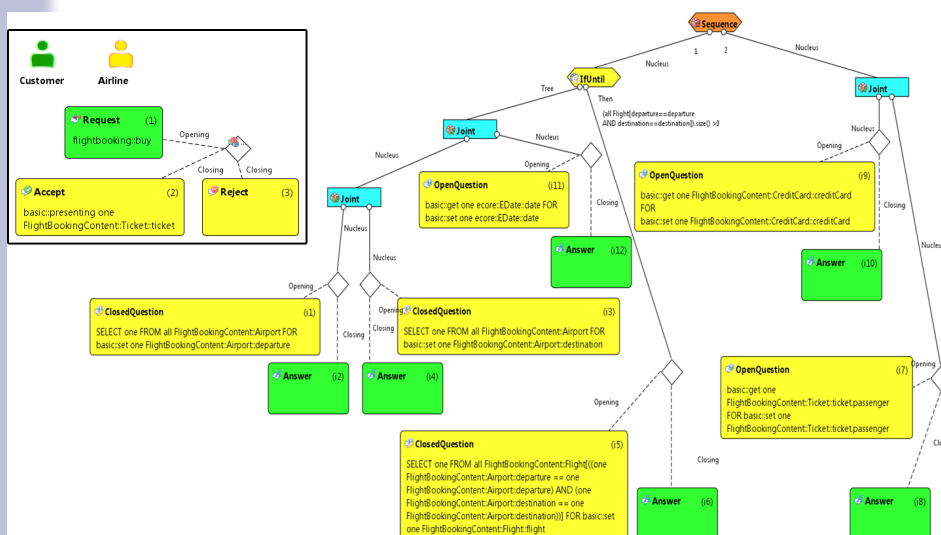 Customer
Airline
Request (1)
flightbooking::buy
Opening
Closing
Closing
Accept (2)
basic::presenting one
FlightBookingContent::Ticket::ticket
Reject (3)
Sequence
1
2
Nucleus
Nucleus
IfUntil
Tree
Then
(all Flight[departure==departure
AND destination==destination]).size() >0
Joint
Nucleus
Nucleus
Opening
Closing
OpenQuestion (i11)
basic::get one ecore::EDate::date FOR
basic::set one ecore::EDate::date
Answer (i12)
Joint
Nucleus
Nucleus
Opening
Closing
Opening
Closing
ClosedQuestion (i1)
SELECT one FROM all FlightBookingContent::Airport FOR
basic::set one FlightBookingContent::Airport::departure
Answer (i2)
ClosedQuestion (i3)
SELECT one FROM all FlightBookingContent::Airport FOR
basic::set one FlightBookingContent::Airport::destination
Answer (i4)
Opening
Closing
ClosedQuestion (i5)
SELECT one FROM all FlightBookingContent::Flight[((one
FlightBookingContent::Airport::departure == one
FlightBookingContent::Airport::departure) AND (one
FlightBookingContent::Airport::destination == one
FlightBookingContent::Airport::destination))] FOR basic::set
one FlightBookingContent::Flight::flight
Answer (i6)
Joint
Nucleus
Opening
Closing
OpenQuestion (i9)
basic::get one FlightBookingContent::CreditCard::creditCard
FOR
basic::set one FlightBookingContent::CreditCard::creditCard
Answer (i10)
Nucleu
Opening
Clo
OpenQuestion (i7)
basic::get one
FlightBookingContent::Ticket::ticket.passenger
FOR basic::set one
FlightBookingContent::Ticket::ticket.passenger
Answer (i8)